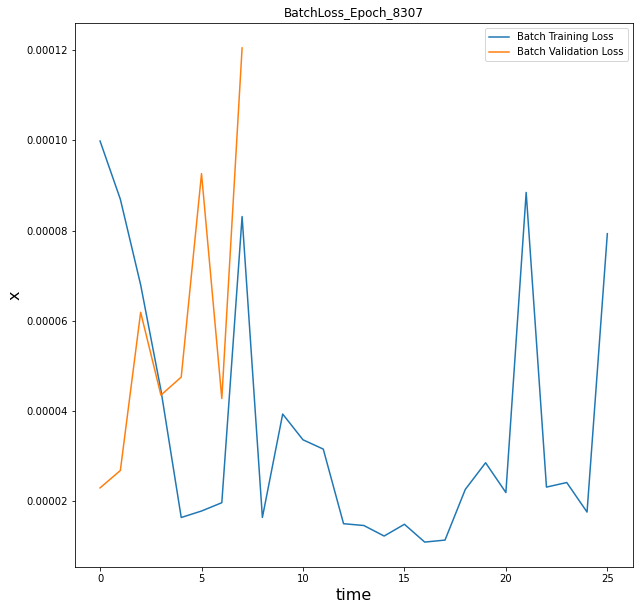 BatchLoss_Epoch_8307
Batch Training Loss
Batch Validation Loss
0.00012
0.00010
0.00008
0.00006
0.00004
0.00002
x
0 5 10 15 20 25
time